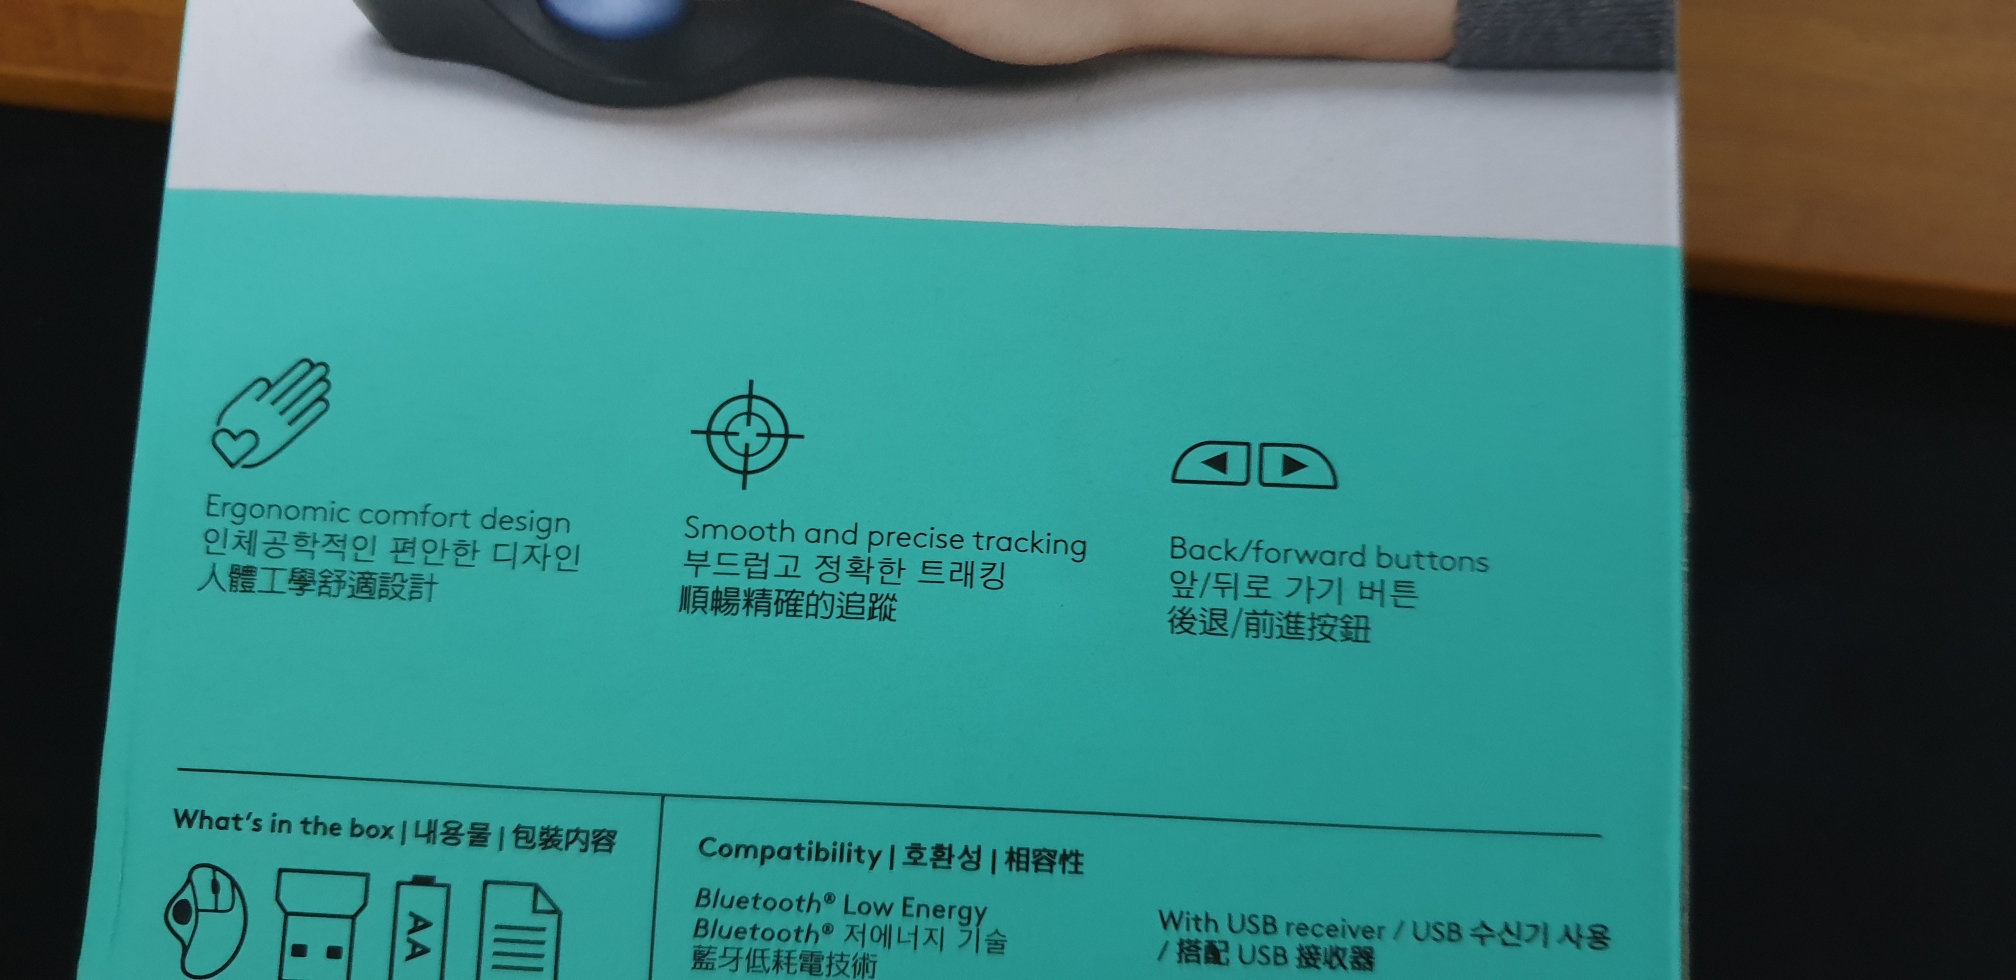 Ergonomic comfort design
인체공학적인 편안한 디자인
人體工學舒適設計
Smooth and precise tracking
부드럽고 정확한 트래킹
順暢精確的追蹤
Back/forward buttons
앞/뒤로 가기 버튼
後退/前進按鈕
What's in the box | 내용물 | 包裝内容
AA
Compatibility | 호환성 | 相容性
Bluetooth® Low Energy
Bluetooth® 저에너지 기술
藍牙低耗電技術
With USB receiver / USB 수신기 사용
/ 搭配 USB 接收器